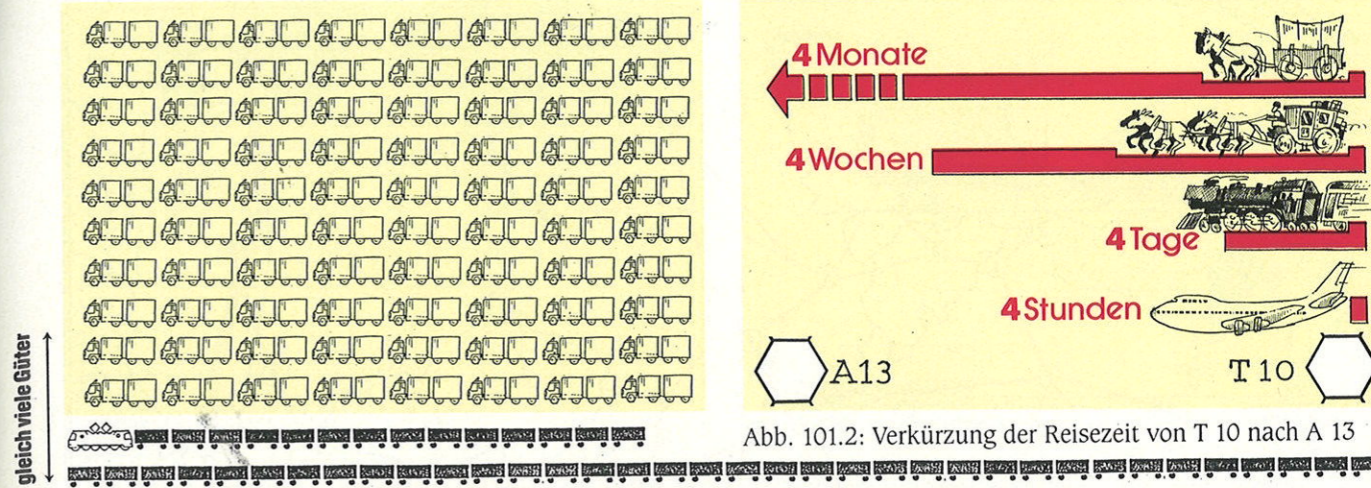 gleich viele Güter
4 Monate
4 Wochen
4 Tage
4 Stunden
A13
T 10
Abb. 101.2: Verkürzung der Reisezeit von T 10 nach A 13